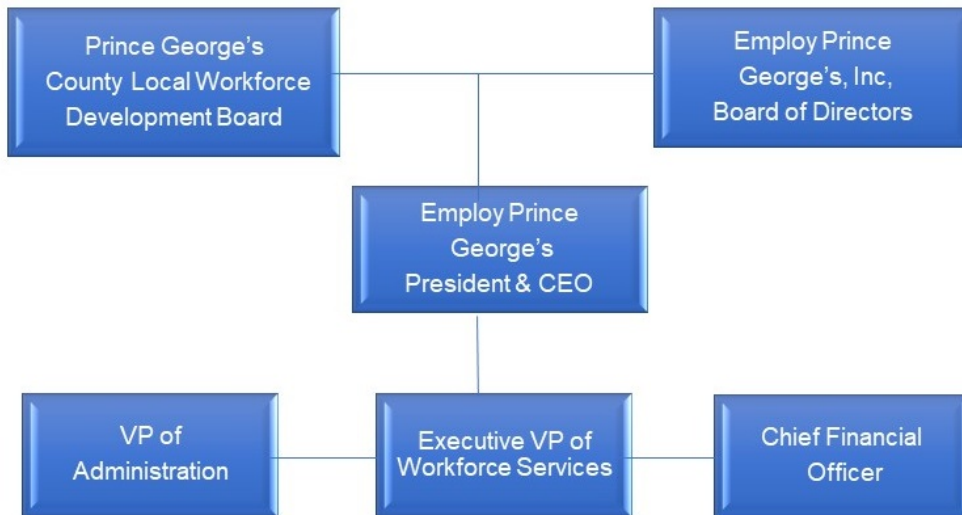 Prince George’s
County Local Workforce
Development Board
Employ Prince
George’s, Inc,
Board of Directors
Employ Prince
George’s
President & CEO
VP of
Administration
Executive VP of
Workforce Services
Chief Financial
Officer